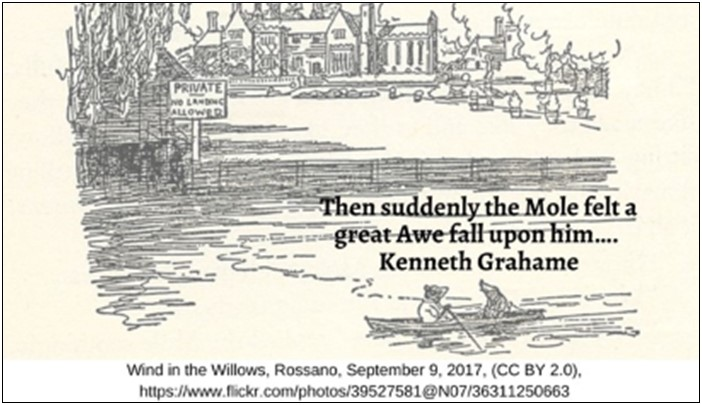 PRIVATE
NO LANDING
ALLOWED
Then suddenly the Mole felt a
great Awe fall upon him....
Kenneth Grahame
Wind in the Willows, Rossano, September 9, 2017, (CC BY 2.0),
https://www.flickr.com/photos/39527581@N07/36311250663